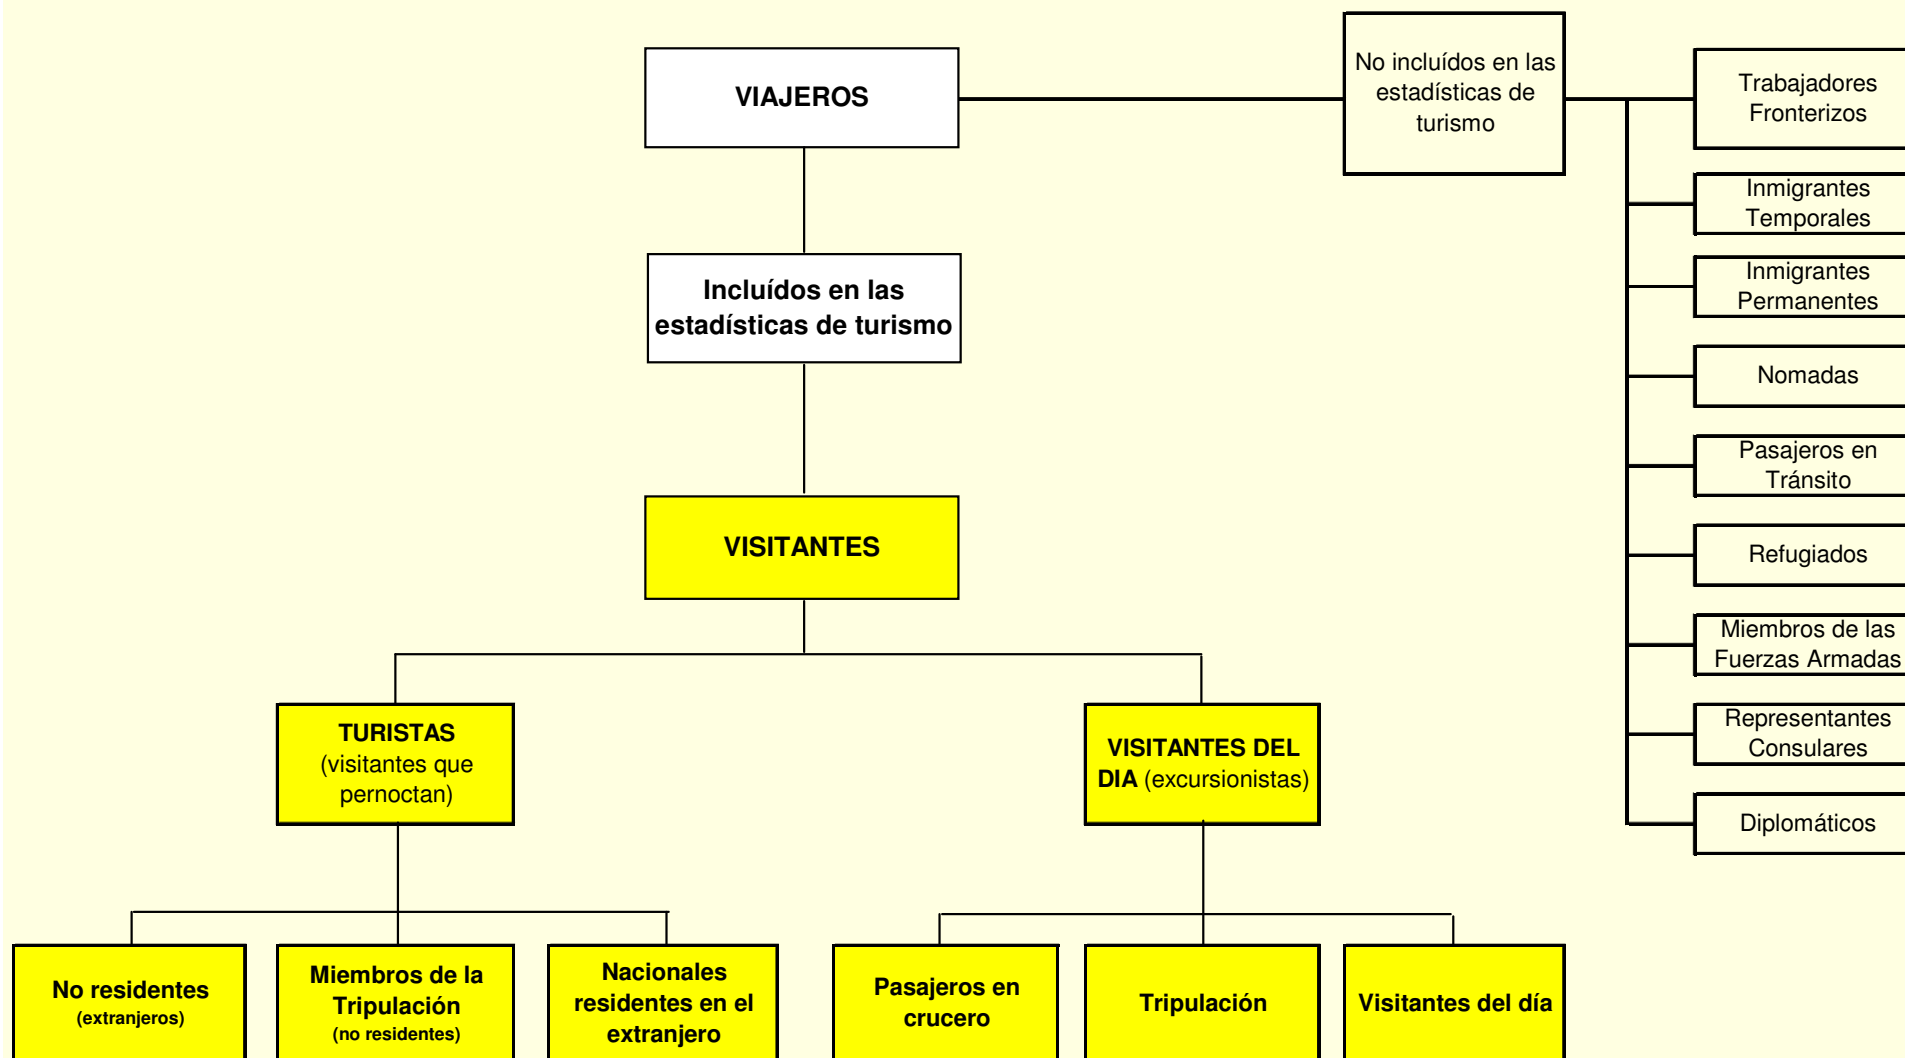 VIAJEROS
No incluídos en las
estadísticas de
turismo
Trabajadores
Fronterizos
Inmigrantes
Temporales
Inmigrantes
Permanentes
Nomadas
Pasajeros en
Tránsito
Refugiados
Miembros de las
Fuerzas Armadas
Representantes
Consulares
Diplomáticos
Incluídos en las
estadísticas de turismo
VISITANTES
TURISTAS
(visitantes que
pernoctan)
VISITANTES DEL
DIA (excursionistas)
No residentes
(extranjeros)
Miembros de la
Tripulación
(no residentes)
Nacionales
residentes en el
extranjero
Pasajeros en
crucero
Tripulación
Visitantes del día